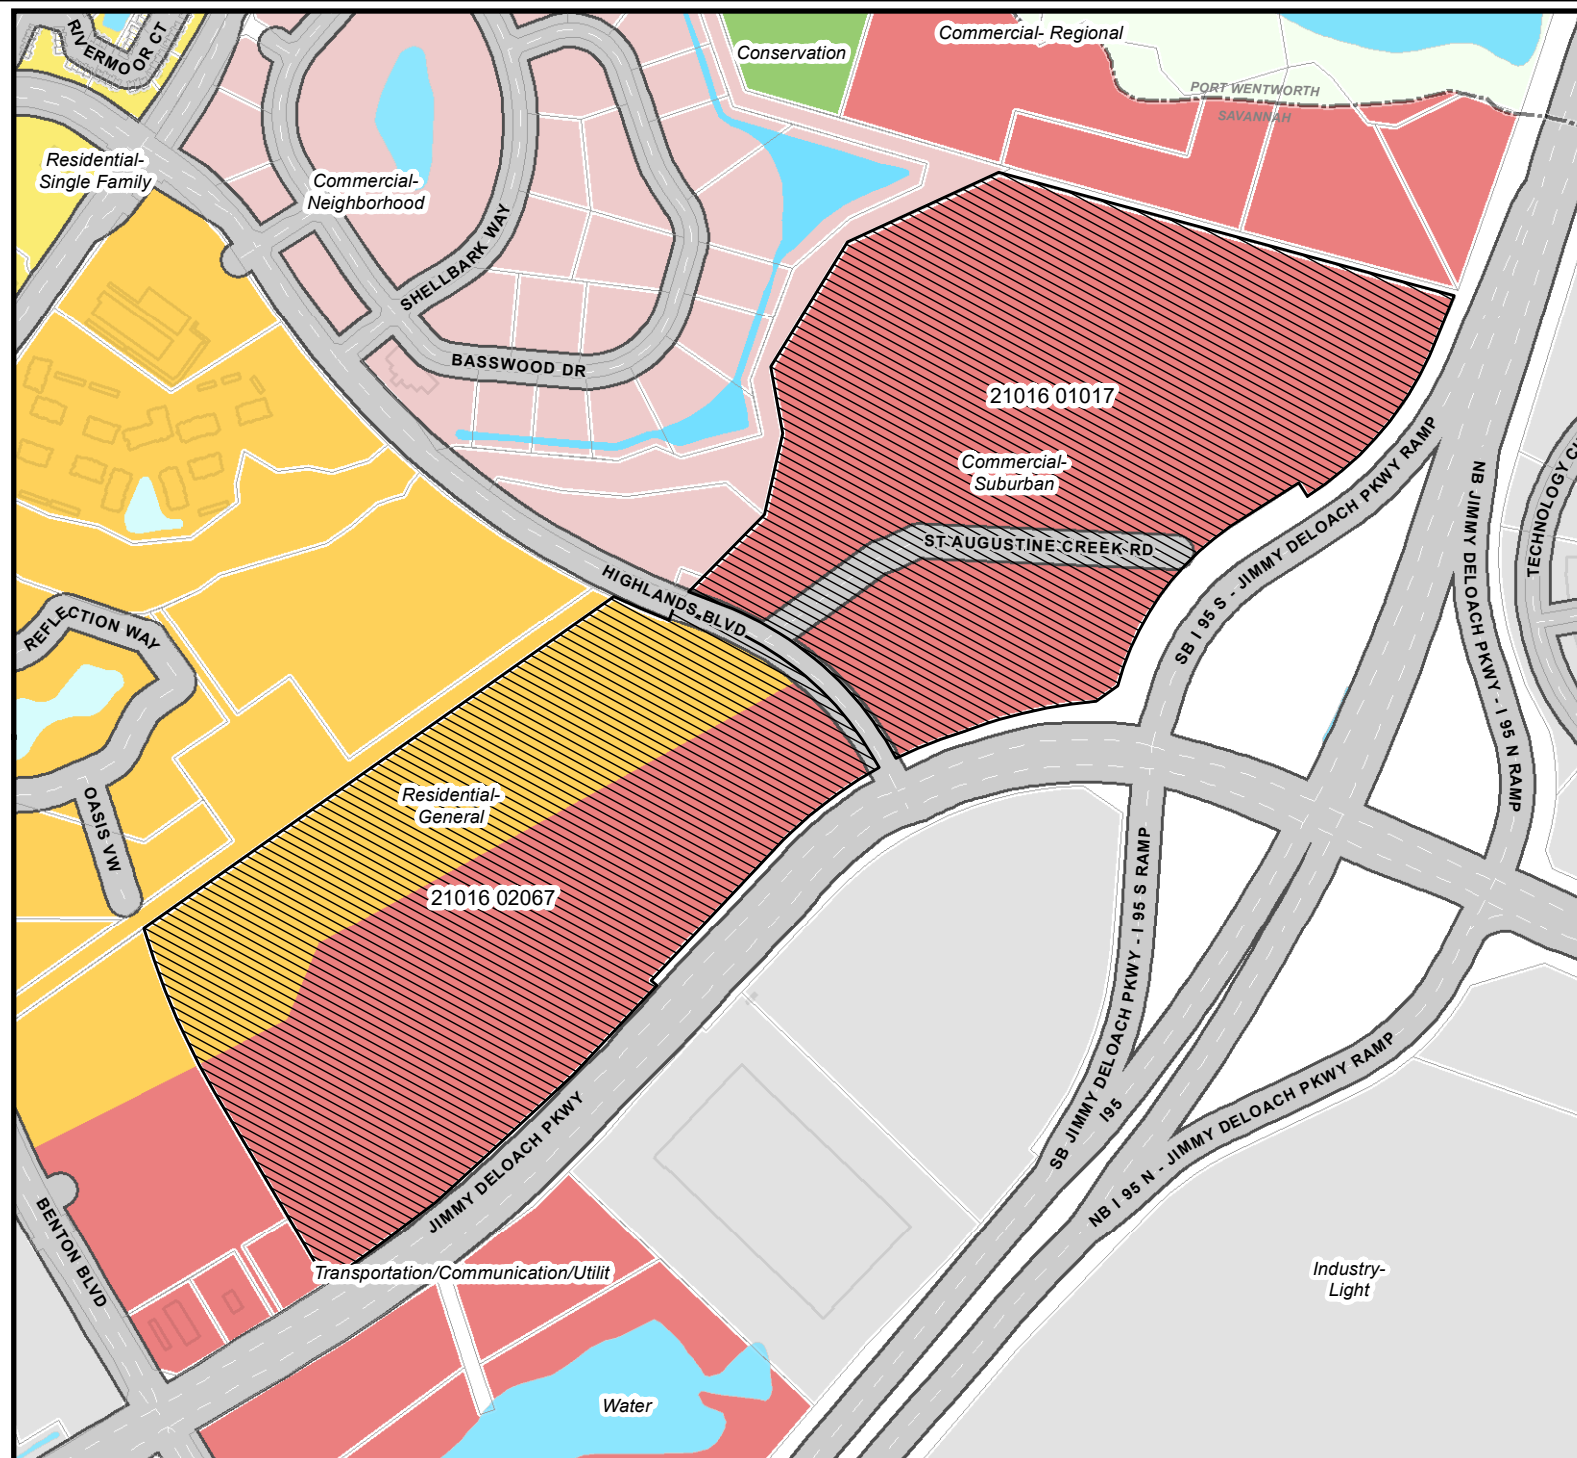 RIVERMOOR CT
Conservation
Commercial- Regional
PORT WENTWORTH
SAVANNAH
Residential-
Single Family
Commercial-
Neighborhood
SHELLBARK WAY
BASSWOOD DR
21016 01017
Commercial-
Suburban
SB I 95 S - JIMMY DELOACH PKWY RAMP
NB JIMMY DELOACH PKWY - I 95 N RAMP
TECHNOLOGY CI
ST AUGUSTINE CREEK RD
HIGHLANDS BLVD
REFLECTION WAY
OASIS VW
Residential-
General
21016 02067
SB JIMMY DELOACH PKWY - I 95 S RAMP
I95
NB I 95 N - JIMMY DELOACH PKWY RAMP
JIMMY DELOACH PKWY
BENTON BLVD
Transportation/Communication/Utilit
Industry-
Light
Water